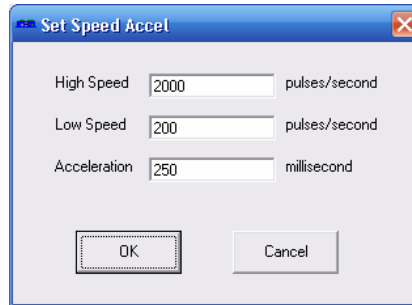 Set Speed Accel
High Speed 2000 pulses/second
Low Speed 200 pulses/second
Acceleration 250 millisecond
OK Cancel